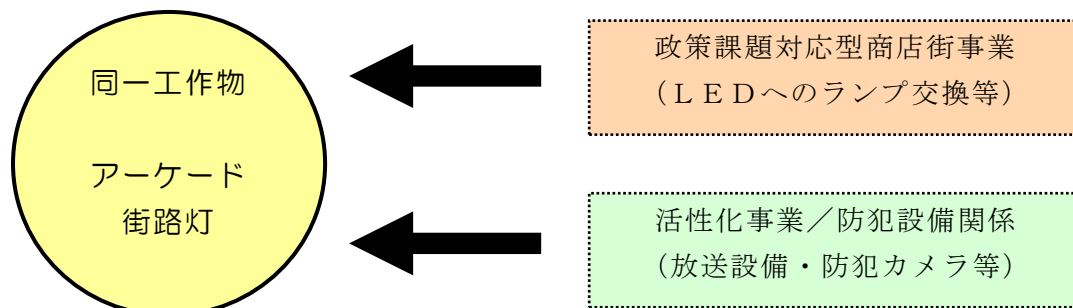 同一工作物
アーケード
街路灯
政策課題対応型商店街事業
（ＬＥＤへのランプ交換等）
活性化事業／防犯設備関係
（放送設備・防犯カメラ等）